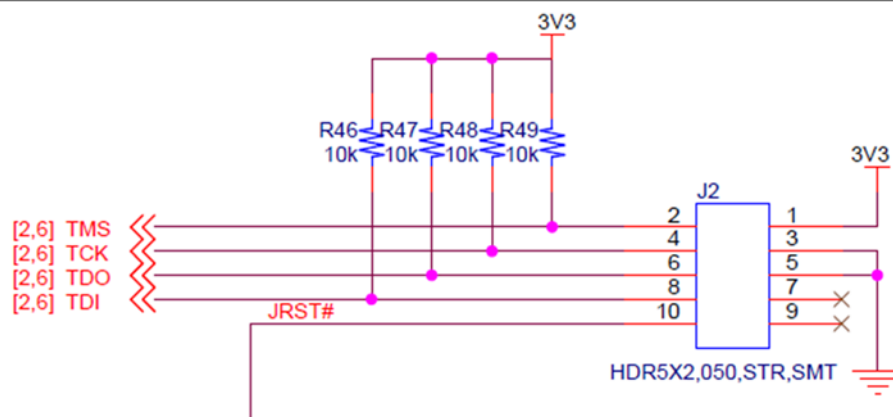 3V3
R46 R47 R48 R49
10k 10k 10k 10k
3V3
J2
[2,6] TMS 2 1
[2,6] TCK 4 3
[2,6] TDO 6 5
[2,6] TDI 8 7
JRST# 10 9
HDR5X2,050,STR,SMT